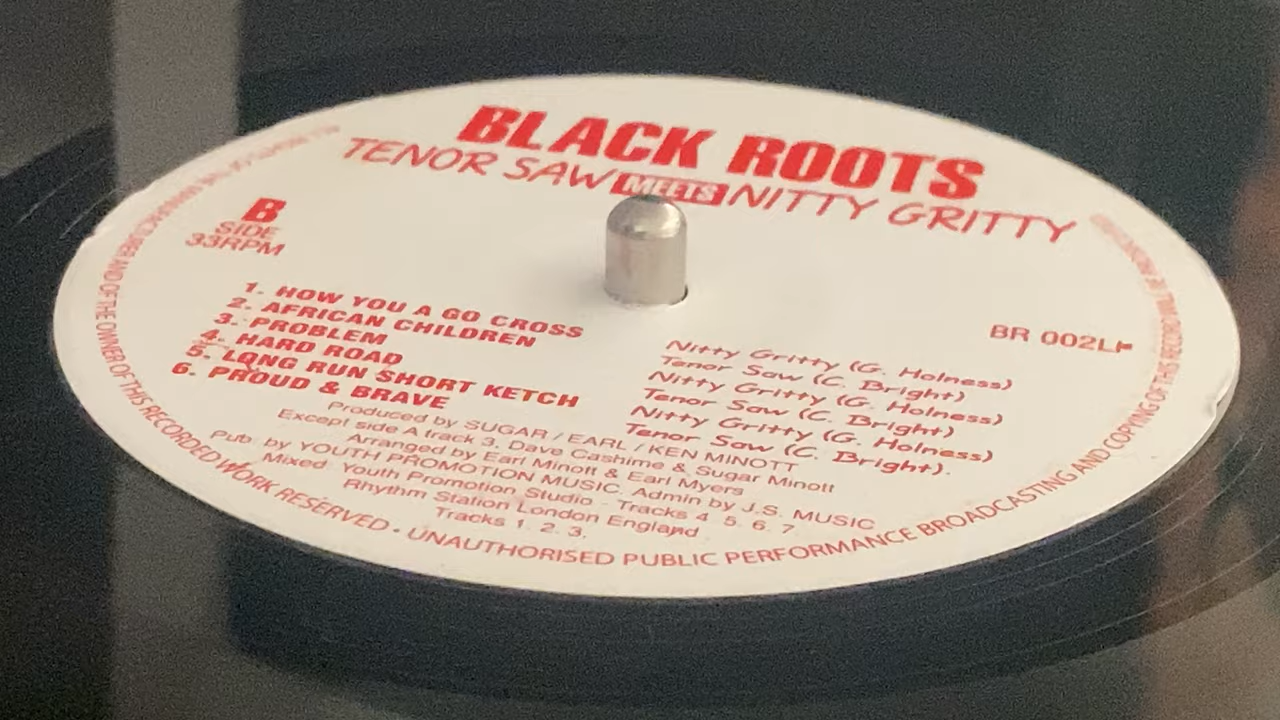 BLACK ROOTS
TENOR SAW MEETS NITTY GRITTY
B
SIDE
33RPM
BR 002LP
1. HOW YOU A GO CROSS Nitty Gritty (G. Holness)
2. AFRICAN CHILDREN Tenor Saw (C. Bright)
3. PROBLEM Nitty Gritty (G. Holness)
4. HARD ROAD Tenor Saw (C. Bright)
5. LONG RUN SHORT KETCH Nitty Gritty (G. Holness)
6. PROUD & BRAVE Tenor Saw (C. Bright).
Produced by SUGAR / EARL / KEN MINOTT
Except side A track 3. Dave Cashime & Sugar Minott
Arranged by Earl Minott & Earl Myers
Pub. by YOUTH PROMOTION MUSIC. Admin by J.S. MUSIC
Mixed Youth Promotion Studio - Tracks 4. 5. 6. 7
Rhythm Station London England
Tracks 1. 2. 3.
AND OF THE OWNER OF THIS RECORDED WORK RESERVED • UNAUTHORISED PUBLIC PERFORMANCE BROADCASTING AND COPYING OF THIS RECORD